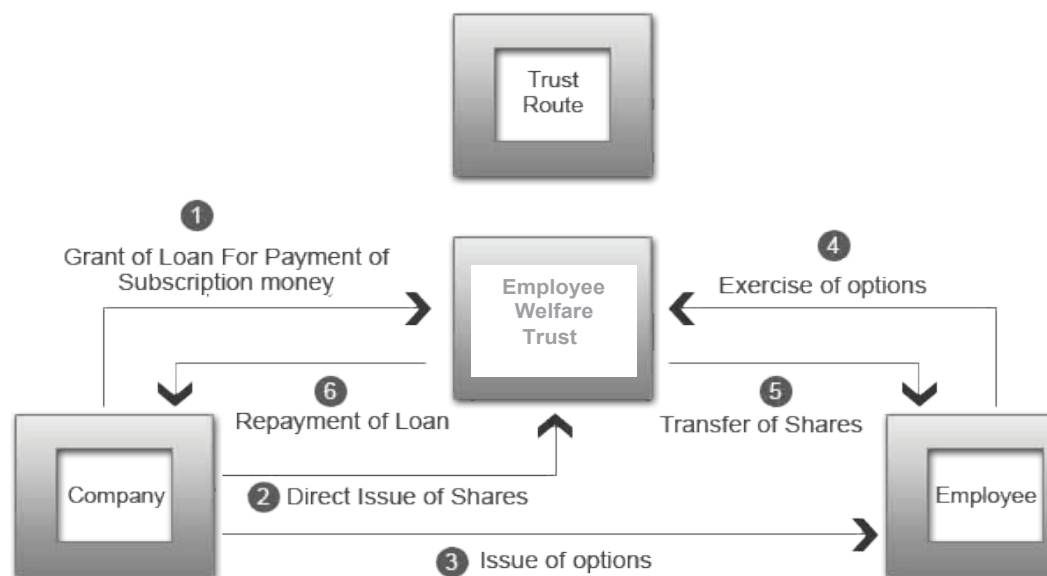 Trust
Route
1
Grant of Loan For Payment of
Subscription money
Employee
Welfare
Trust
4
Exercise of options
6
Repayment of Loan
5
Transfer of Shares
Company
2 Direct Issue of Shares
Employee
3 Issue of options